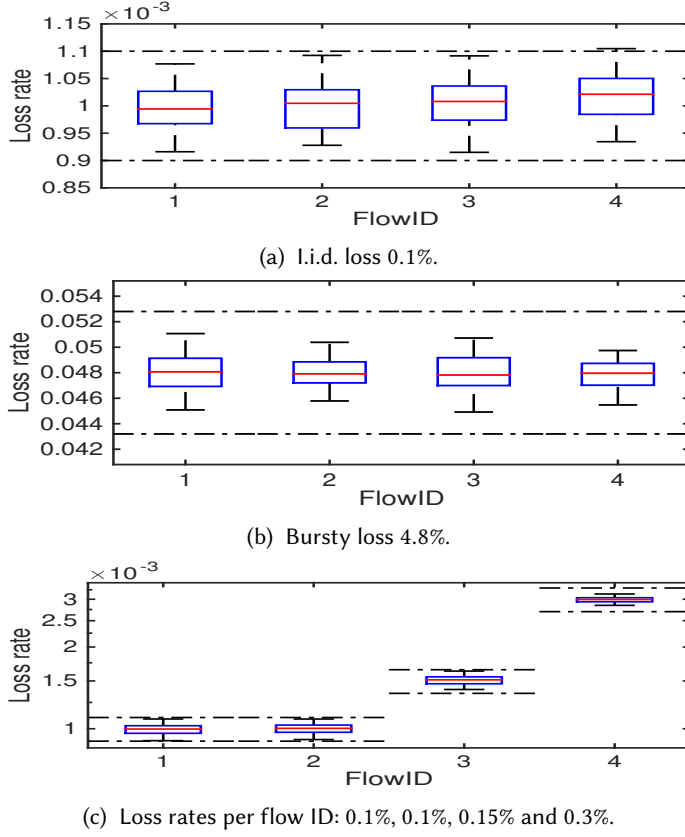 × 10⁻³
1.15
1.1
1.05
1
0.95
0.9
0.85
Loss rate
1 2 3 4
FlowID
(a) I.i.d. loss 0.1%.
0.054
0.052
0.05
0.048
0.046
0.044
0.042
Loss rate
1 2 3 4
FlowID
(b) Bursty loss 4.8%.
× 10⁻³
3
2.5
2
1.5
1
Loss rate
1 2 3 4
FlowID
(c) Loss rates per flow ID: 0.1%, 0.1%, 0.15% and 0.3%.